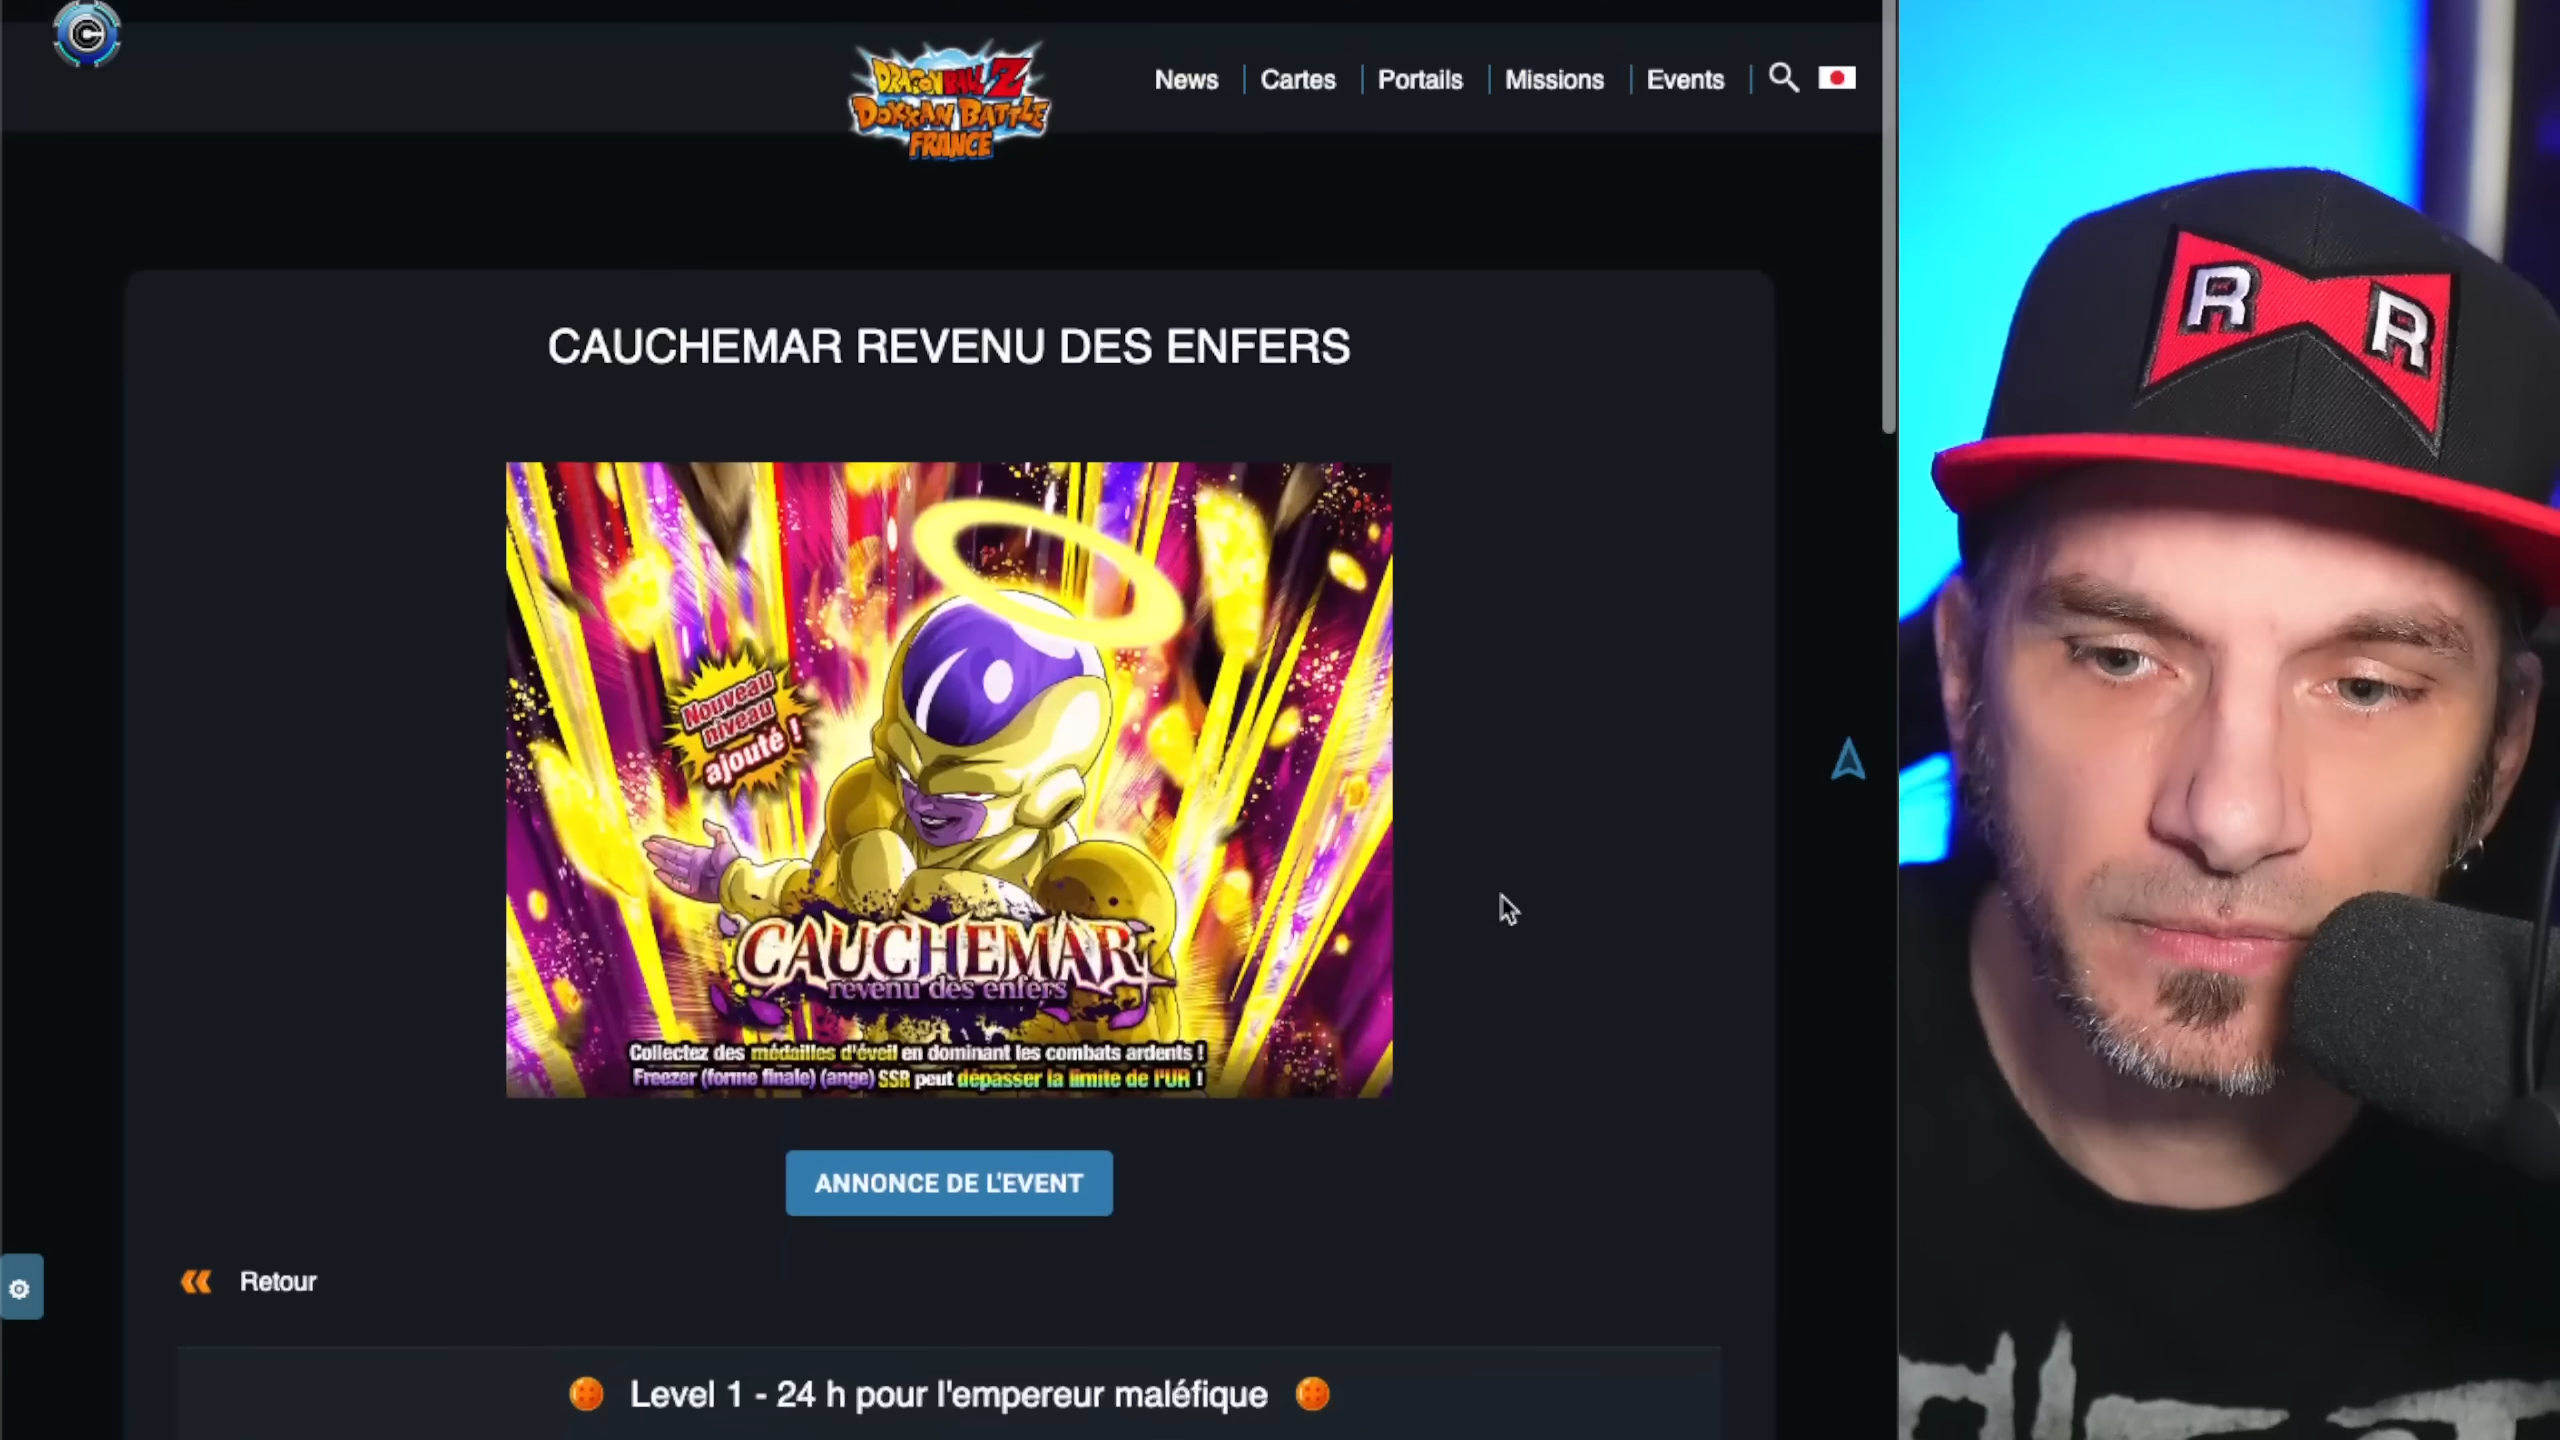 DRAGON BALL Z
DOKKAN BATTLE
FRANCE
News
Cartes
Portails
Missions
Events
R R
CAUCHEMAR REVENU DES ENFERS
Nouveau
niveau
ajouté !
CAUCHEMAR
revenu des enfers
Collectez des médailles d'éveil en dominant les combats ardents !
Freezer (forme finale) (ange) SSR peut dépasser la limite de l'UR !
ANNONCE DE L'EVENT
Retour
Level 1 - 24 h pour l'empereur maléfique